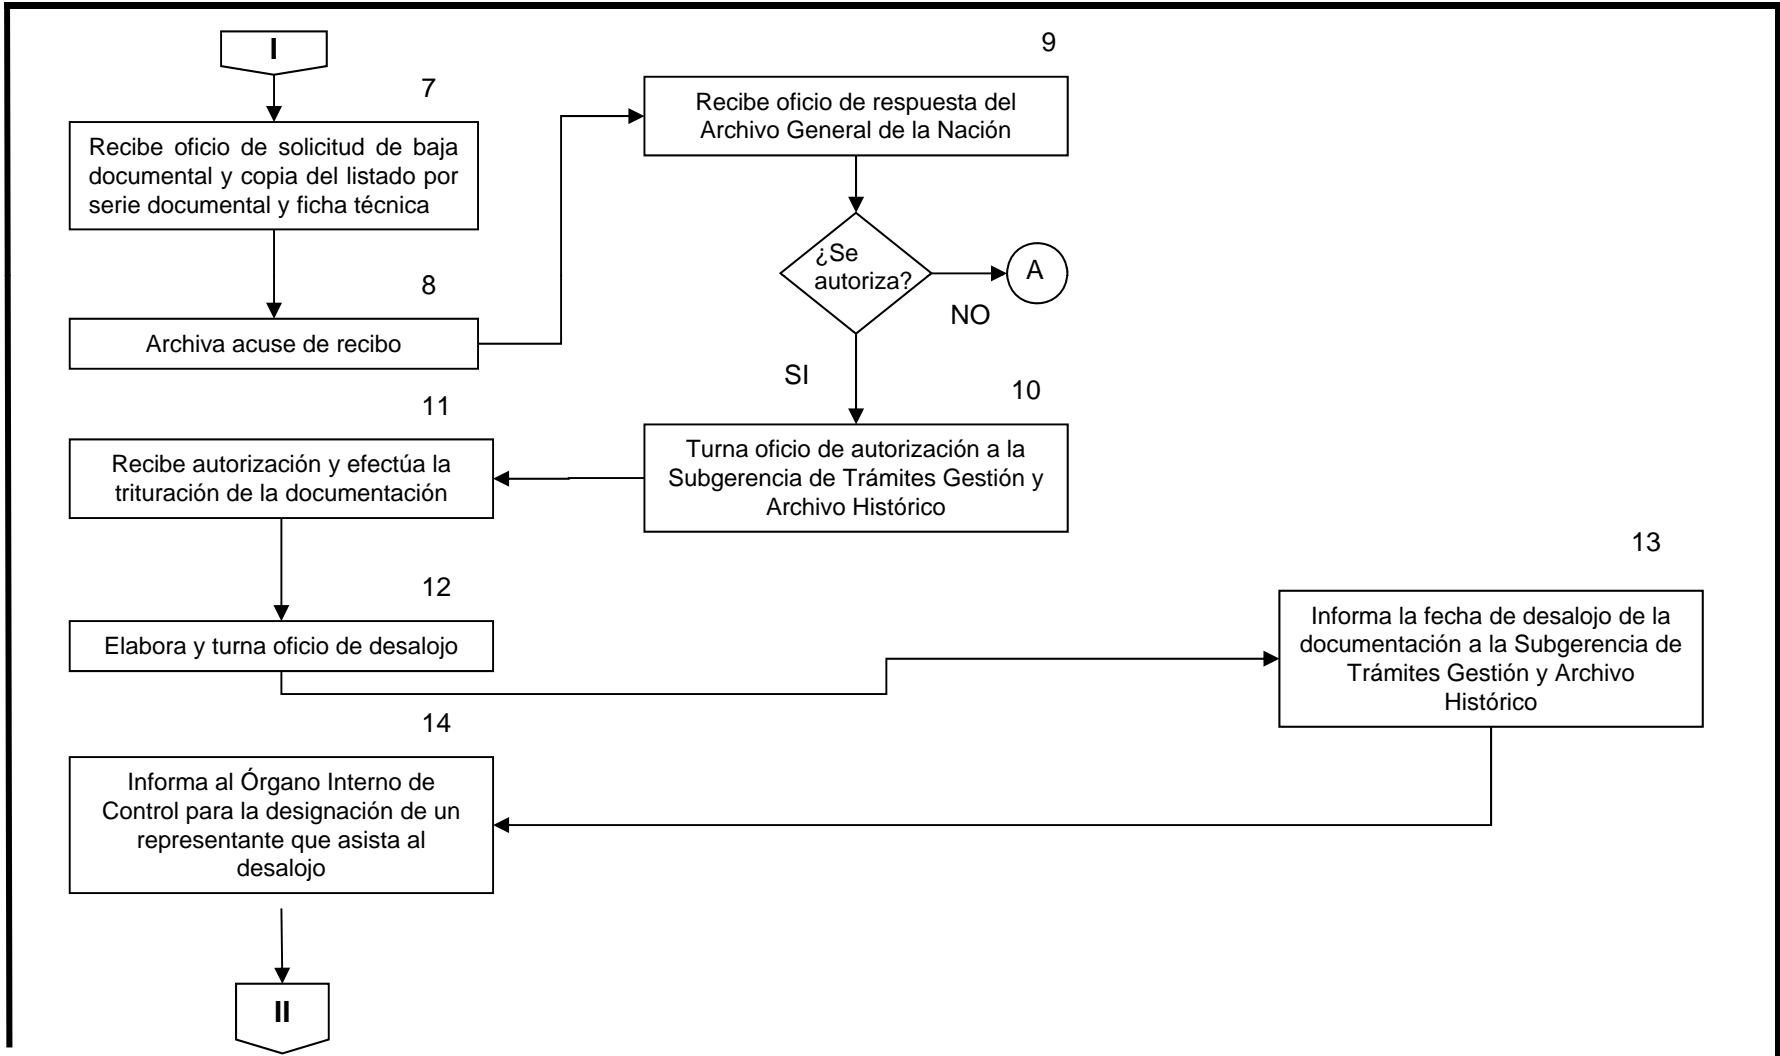 I
7
Recibe oficio de solicitud de baja
documental y copia del listado por
serie documental y ficha técnica
8
Archiva acuse de recibo
9
Recibe oficio de respuesta del
Archivo General de la Nación
¿Se
autoriza?
A
NO
SI
10
Turna oficio de autorización a la
Subgerencia de Trámites Gestión y
Archivo Histórico
11
Recibe autorización y efectúa la
trituración de la documentación
12
Elabora y turna oficio de desalojo
13
Informa la fecha de desalojo de la
documentación a la Subgerencia de
Trámites Gestión y Archivo
Histórico
14
Informa al Órgano Interno de
Control para la designación de un
representante que asista al
desalojo
II